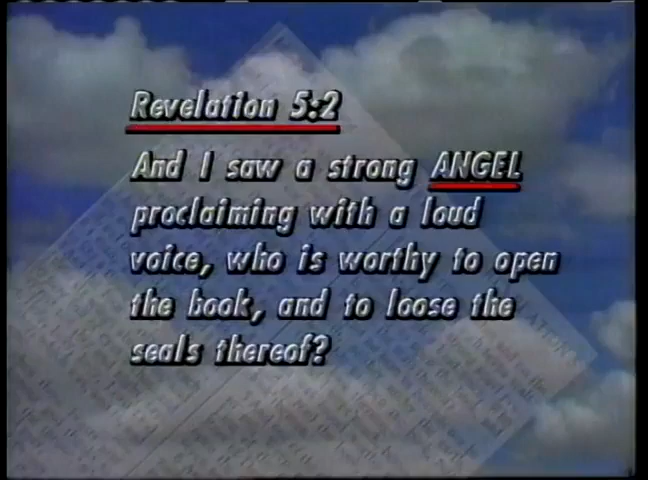 Revelation 5:2
And I saw a strong ANGEL
proclaiming with a loud
voice, who is worthy to open
the book, and to loose the
seals thereof?